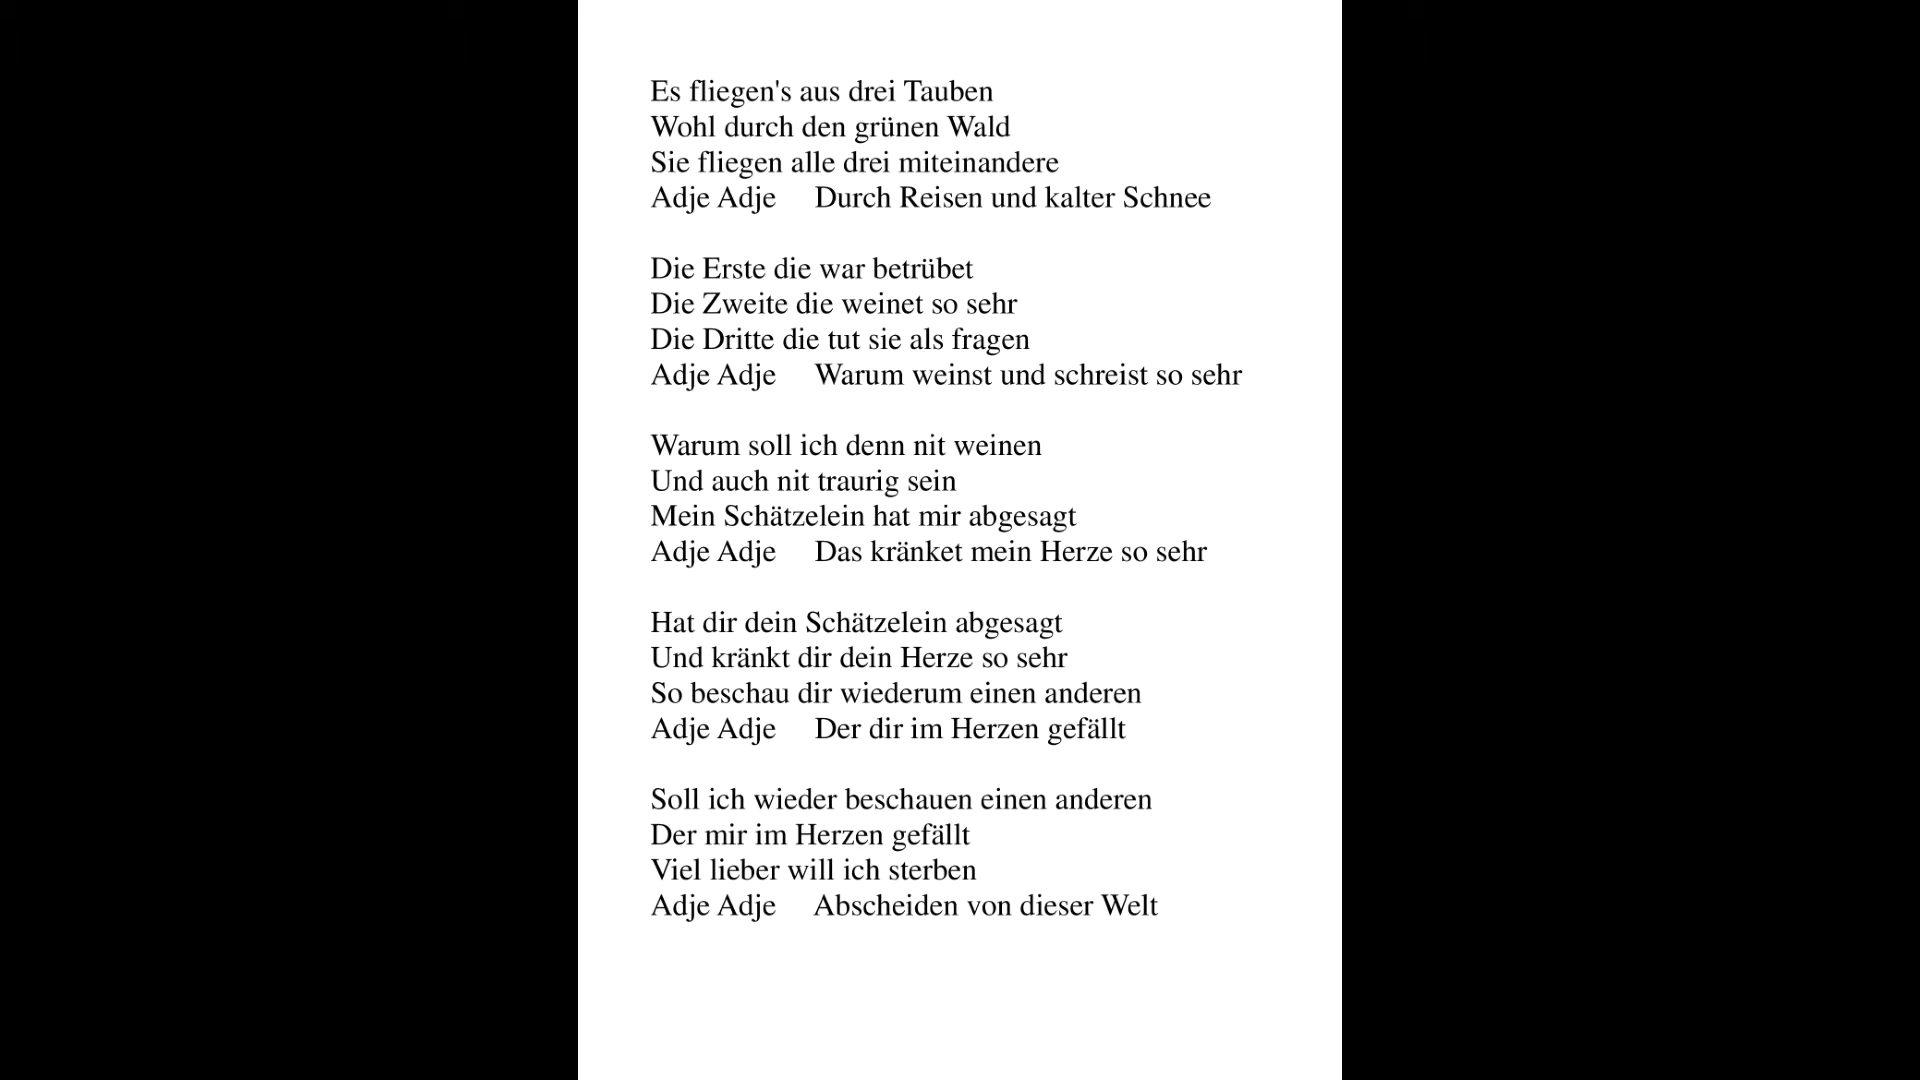 Es fliegen's aus drei Tauben
Wohl durch den grünen Wald
Sie fliegen alle drei miteinandere
Adje Adje     Durch Reisen und kalter Schnee

Die Erste die war betrübet
Die Zweite die weinet so sehr
Die Dritte die tut sie als fragen
Adje Adje     Warum weinst und schreist so sehr

Warum soll ich denn nit weinen
Und auch nit traurig sein
Mein Schätzelein hat mir abgesagt
Adje Adje     Das kränket mein Herze so sehr

Hat dir dein Schätzelein abgesagt
Und kränkt dir dein Herze so sehr
So beschau dir wiederum einen anderen
Adje Adje     Der dir im Herzen gefällt

Soll ich wieder beschauen einen anderen
Der mir im Herzen gefällt
Viel lieber will ich sterben
Adje Adje     Abscheiden von dieser Welt